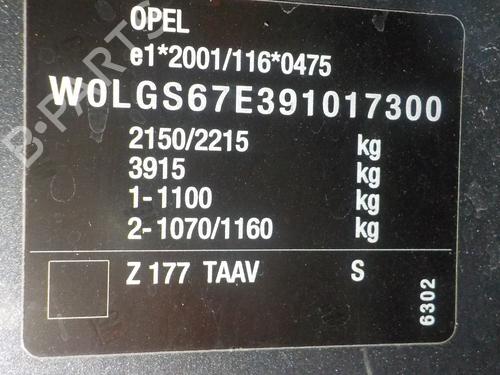 OPEL
e1*2001/116*0475
W0LGS67E391017300
2150/2215 kg
3915 kg
1-1100 kg
2-1070/1160 kg
Z 177 TAAV S
6302
B-PARTS